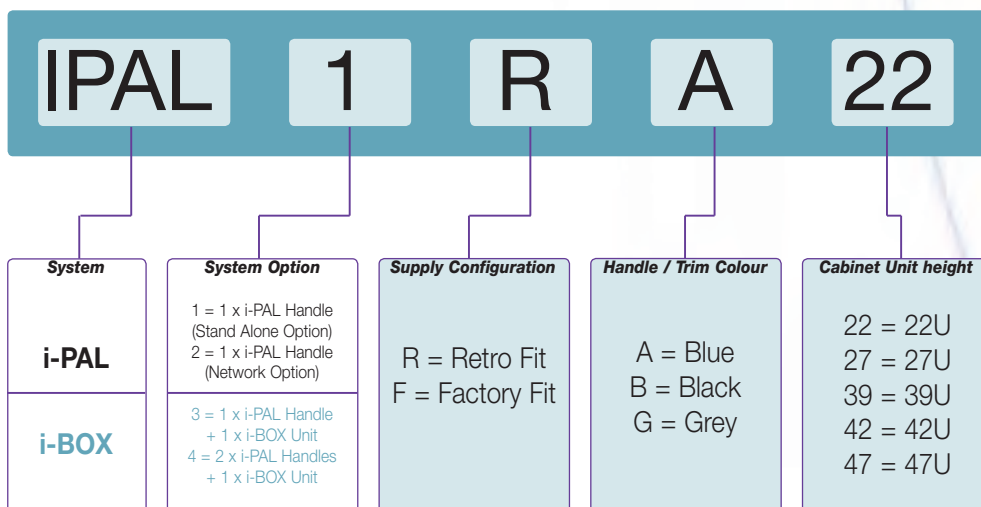 IPAL 1 R A 22
System
i-PAL
i-BOX
System Option
1 = 1 x i-PAL Handle
(Stand Alone Option)
2 = 1 x i-PAL Handle
(Network Option)
3 = 1 x i-PAL Handle
+ 1 x i-BOX Unit
4 = 2 x i-PAL Handles
+ 1 x i-BOX Unit
Supply Configuration
R = Retro Fit
F = Factory Fit
Handle / Trim Colour
A = Blue
B = Black
G = Grey
Cabinet Unit height
22 = 22U
27 = 27U
39 = 39U
42 = 42U
47 = 47U